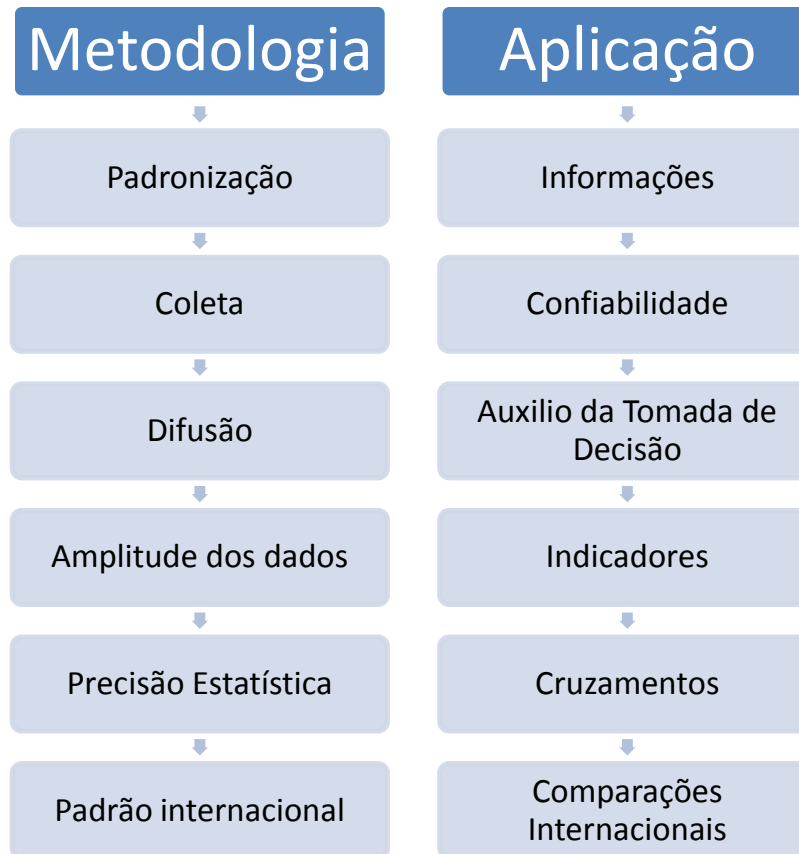 Metodologia
Padronização
Coleta
Difusão
Amplitude dos dados
Precisão Estatística
Padrão internacional
Aplicação
Informações
Confiabilidade
Auxilio da Tomada de
Decisão
Indicadores
Cruzamentos
Comparações
Internacionais